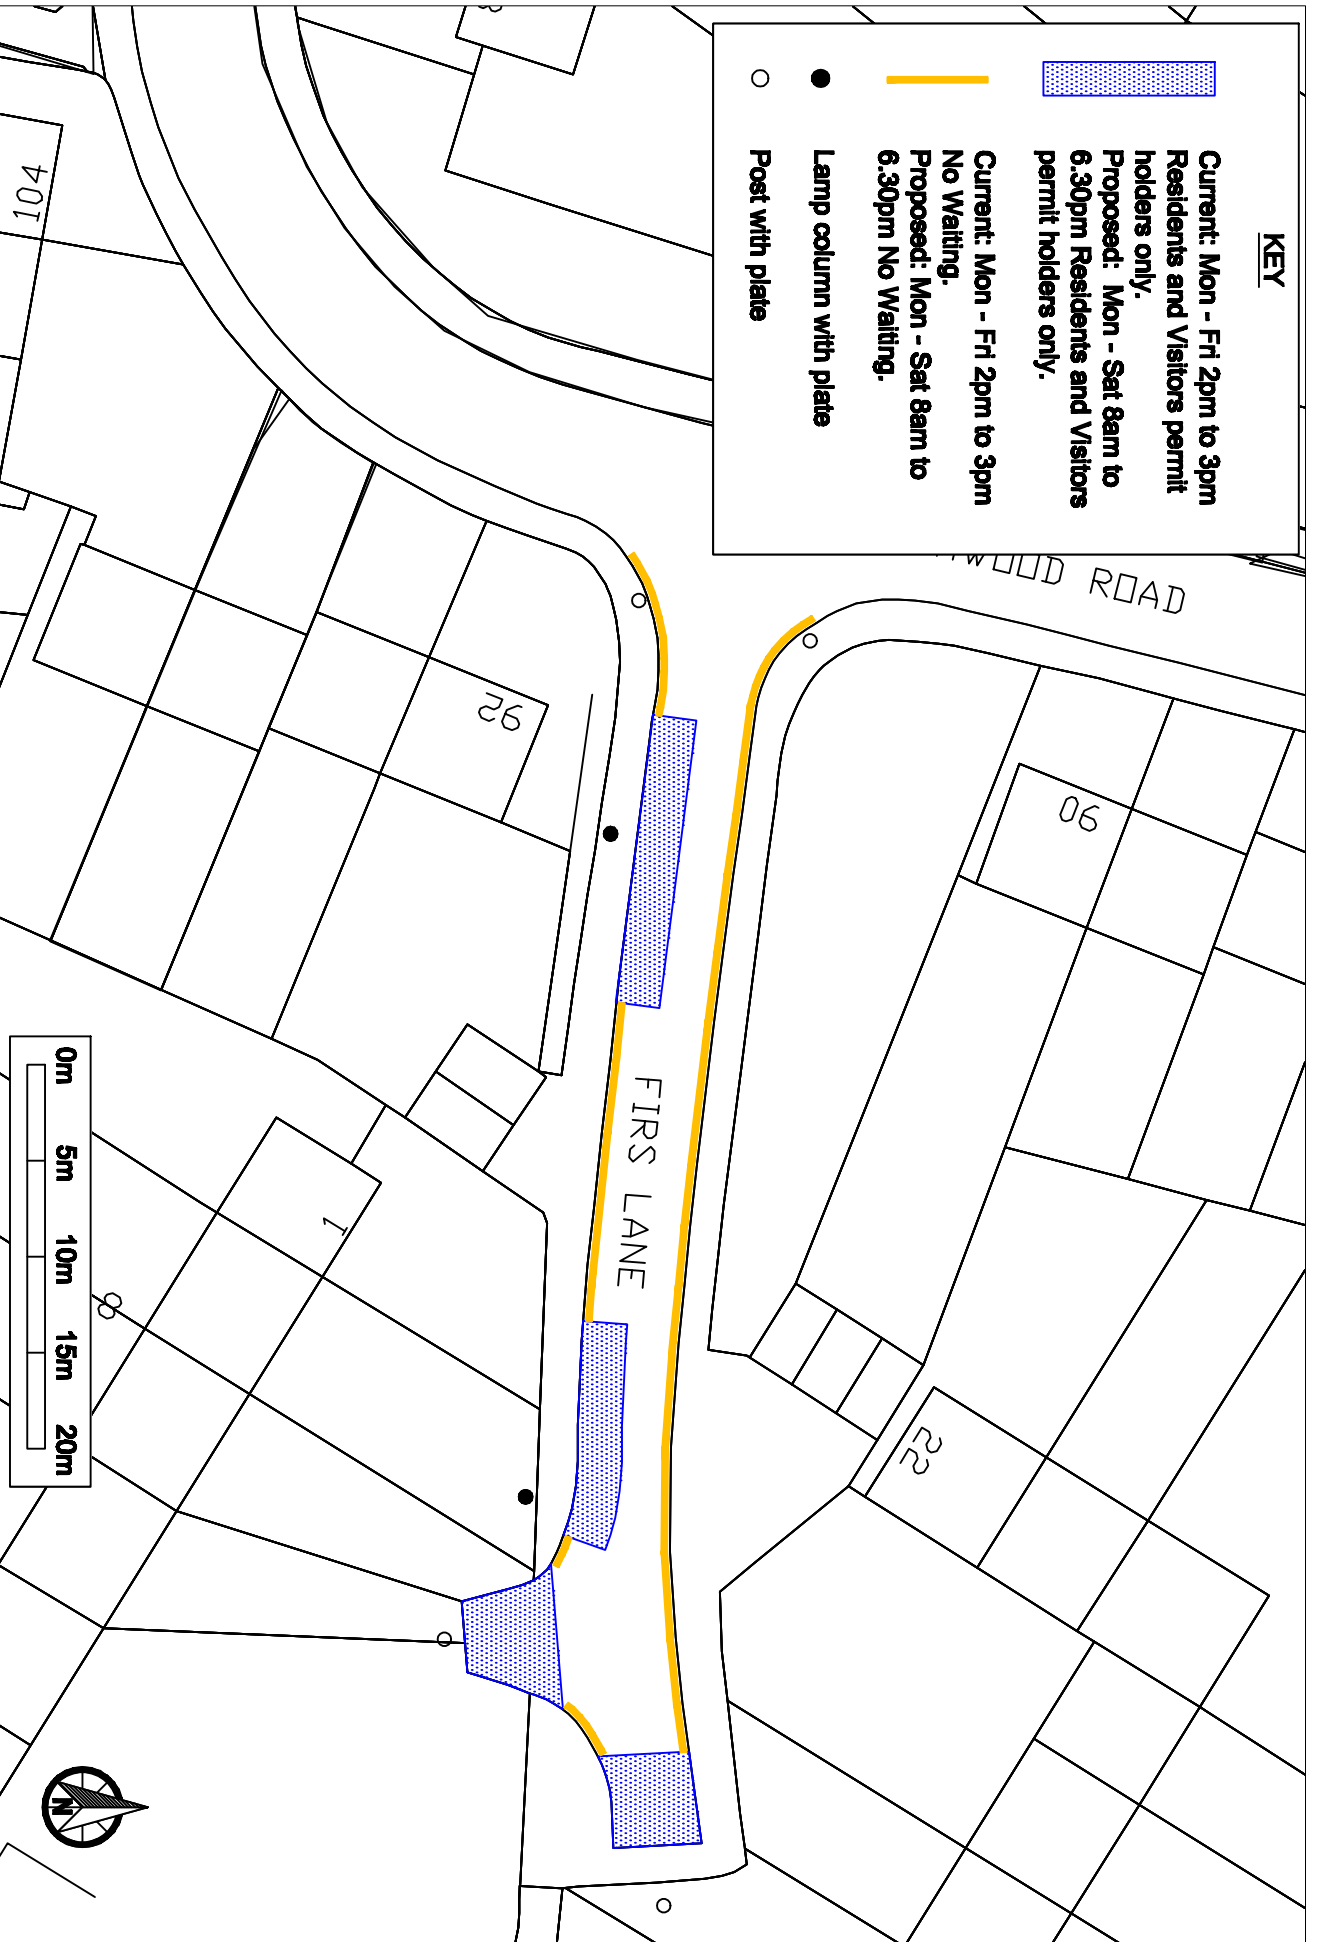 KEY
Current: Mon - Fri 2pm to 3pm
Residents and Visitors permit
holders only.
Proposed: Mon - Sat 8am to
6.30pm Residents and Visitors
permit holders only.
Current: Mon - Fri 2pm to 3pm
No Waiting.
Proposed: Mon - Sat 8am to
6.30pm No Waiting.
Lamp column with plate
Post with plate
ROAD
104
92
90
FIRS LANE
1
8
22
0m 5m 10m 15m 20m
N